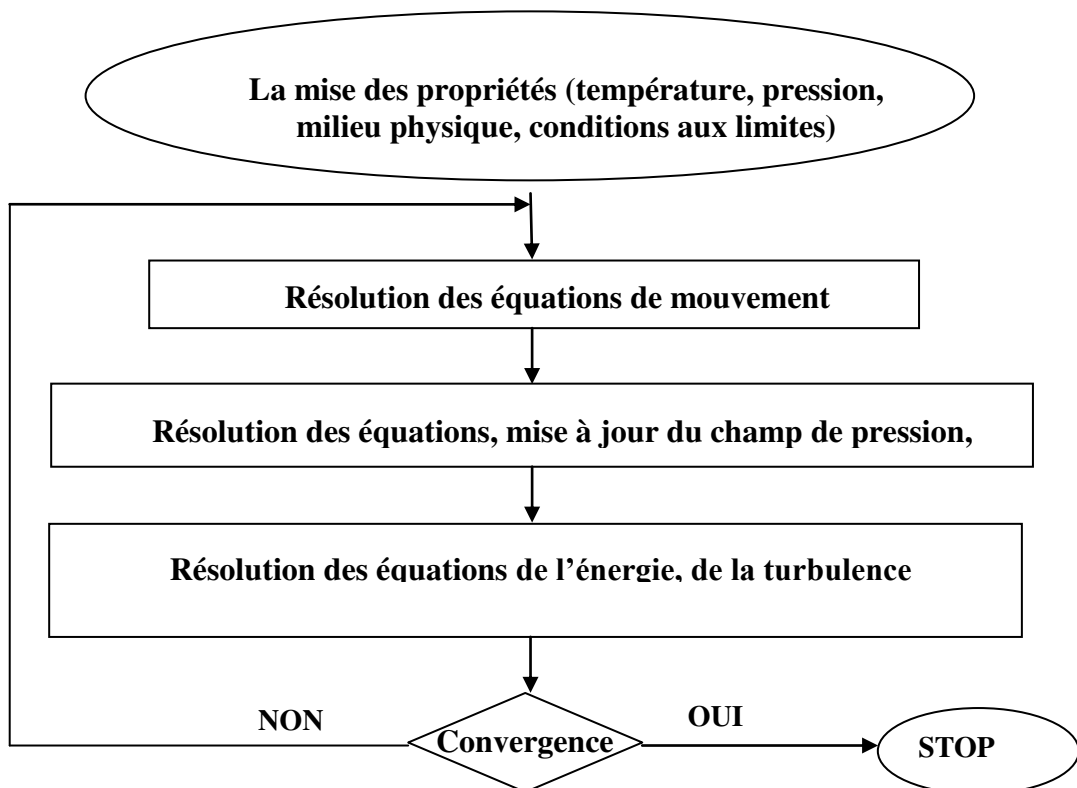 La mise des propriétés (température, pression,
milieu physique, conditions aux limites)
Résolution des équations de mouvement
Résolution des équations, mise à jour du champ de pression,
Résolution des équations de l’énergie, de la turbulence
NON
OUI
Convergence
STOP